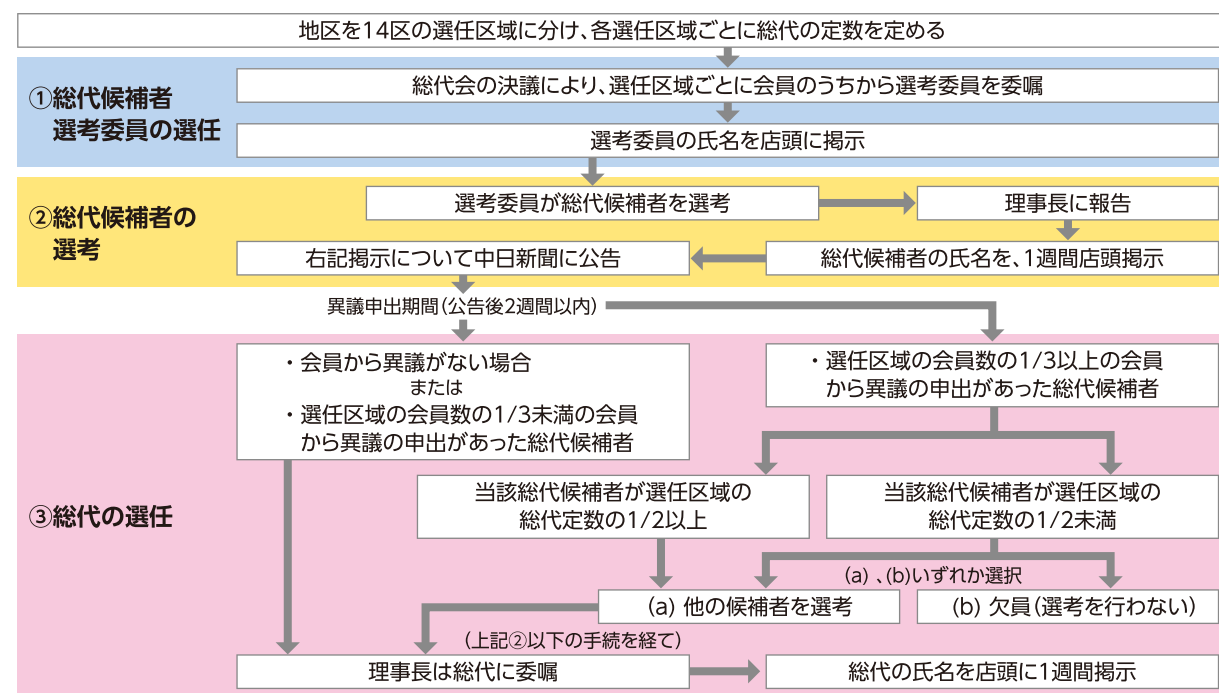 地区を14区の選任区域に分け、各選任区域ごとに総代の定数を定める
①総代候補者
選考委員の選任
総代会の決議により、選任区域ごとに会員のうちから選考委員を委嘱
選考委員の氏名を店頭に掲示
②総代候補者の
選考
選考委員が総代候補者を選考
理事長に報告
右記掲示について中日新聞に公告
総代候補者の氏名を、1週間店頭掲示
異議申出期間(公告後2週間以内)
③総代の選任
・会員から異議がない場合
または
・選任区域の会員数の1/3未満の会員
から異議の申出があった総代候補者
・選任区域の会員数の1/3以上の会員
から異議の申出があった総代候補者
当該総代候補者が選任区域の
総代定数の1/2以上
当該総代候補者が選任区域の
総代定数の1/2未満
(a)、(b)いずれか選択
(a) 他の候補者を選考
(b) 欠員(選考を行わない)
(上記②以下の手続を経て)
理事長は総代に委嘱
総代の氏名を店頭に1週間掲示